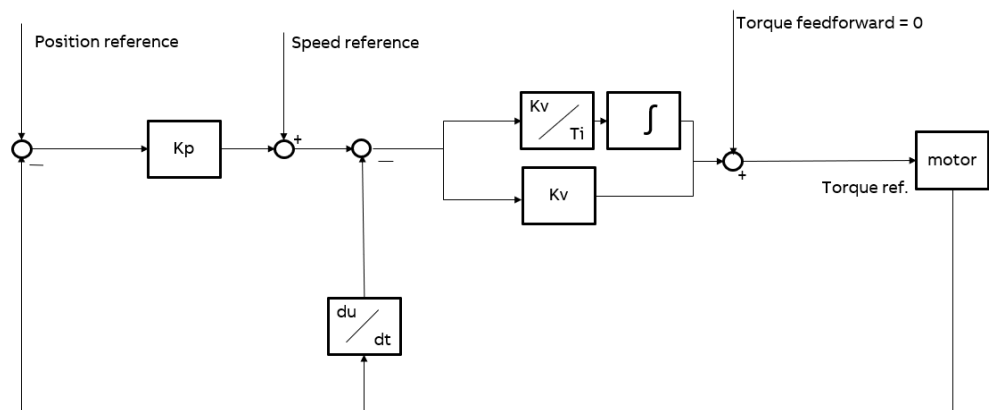 Position reference
Speed reference
Torque feedforward = 0
Kp
+
Kv
Ti
∫
Kv
+
motor
Torque ref.
—
—
du
dt